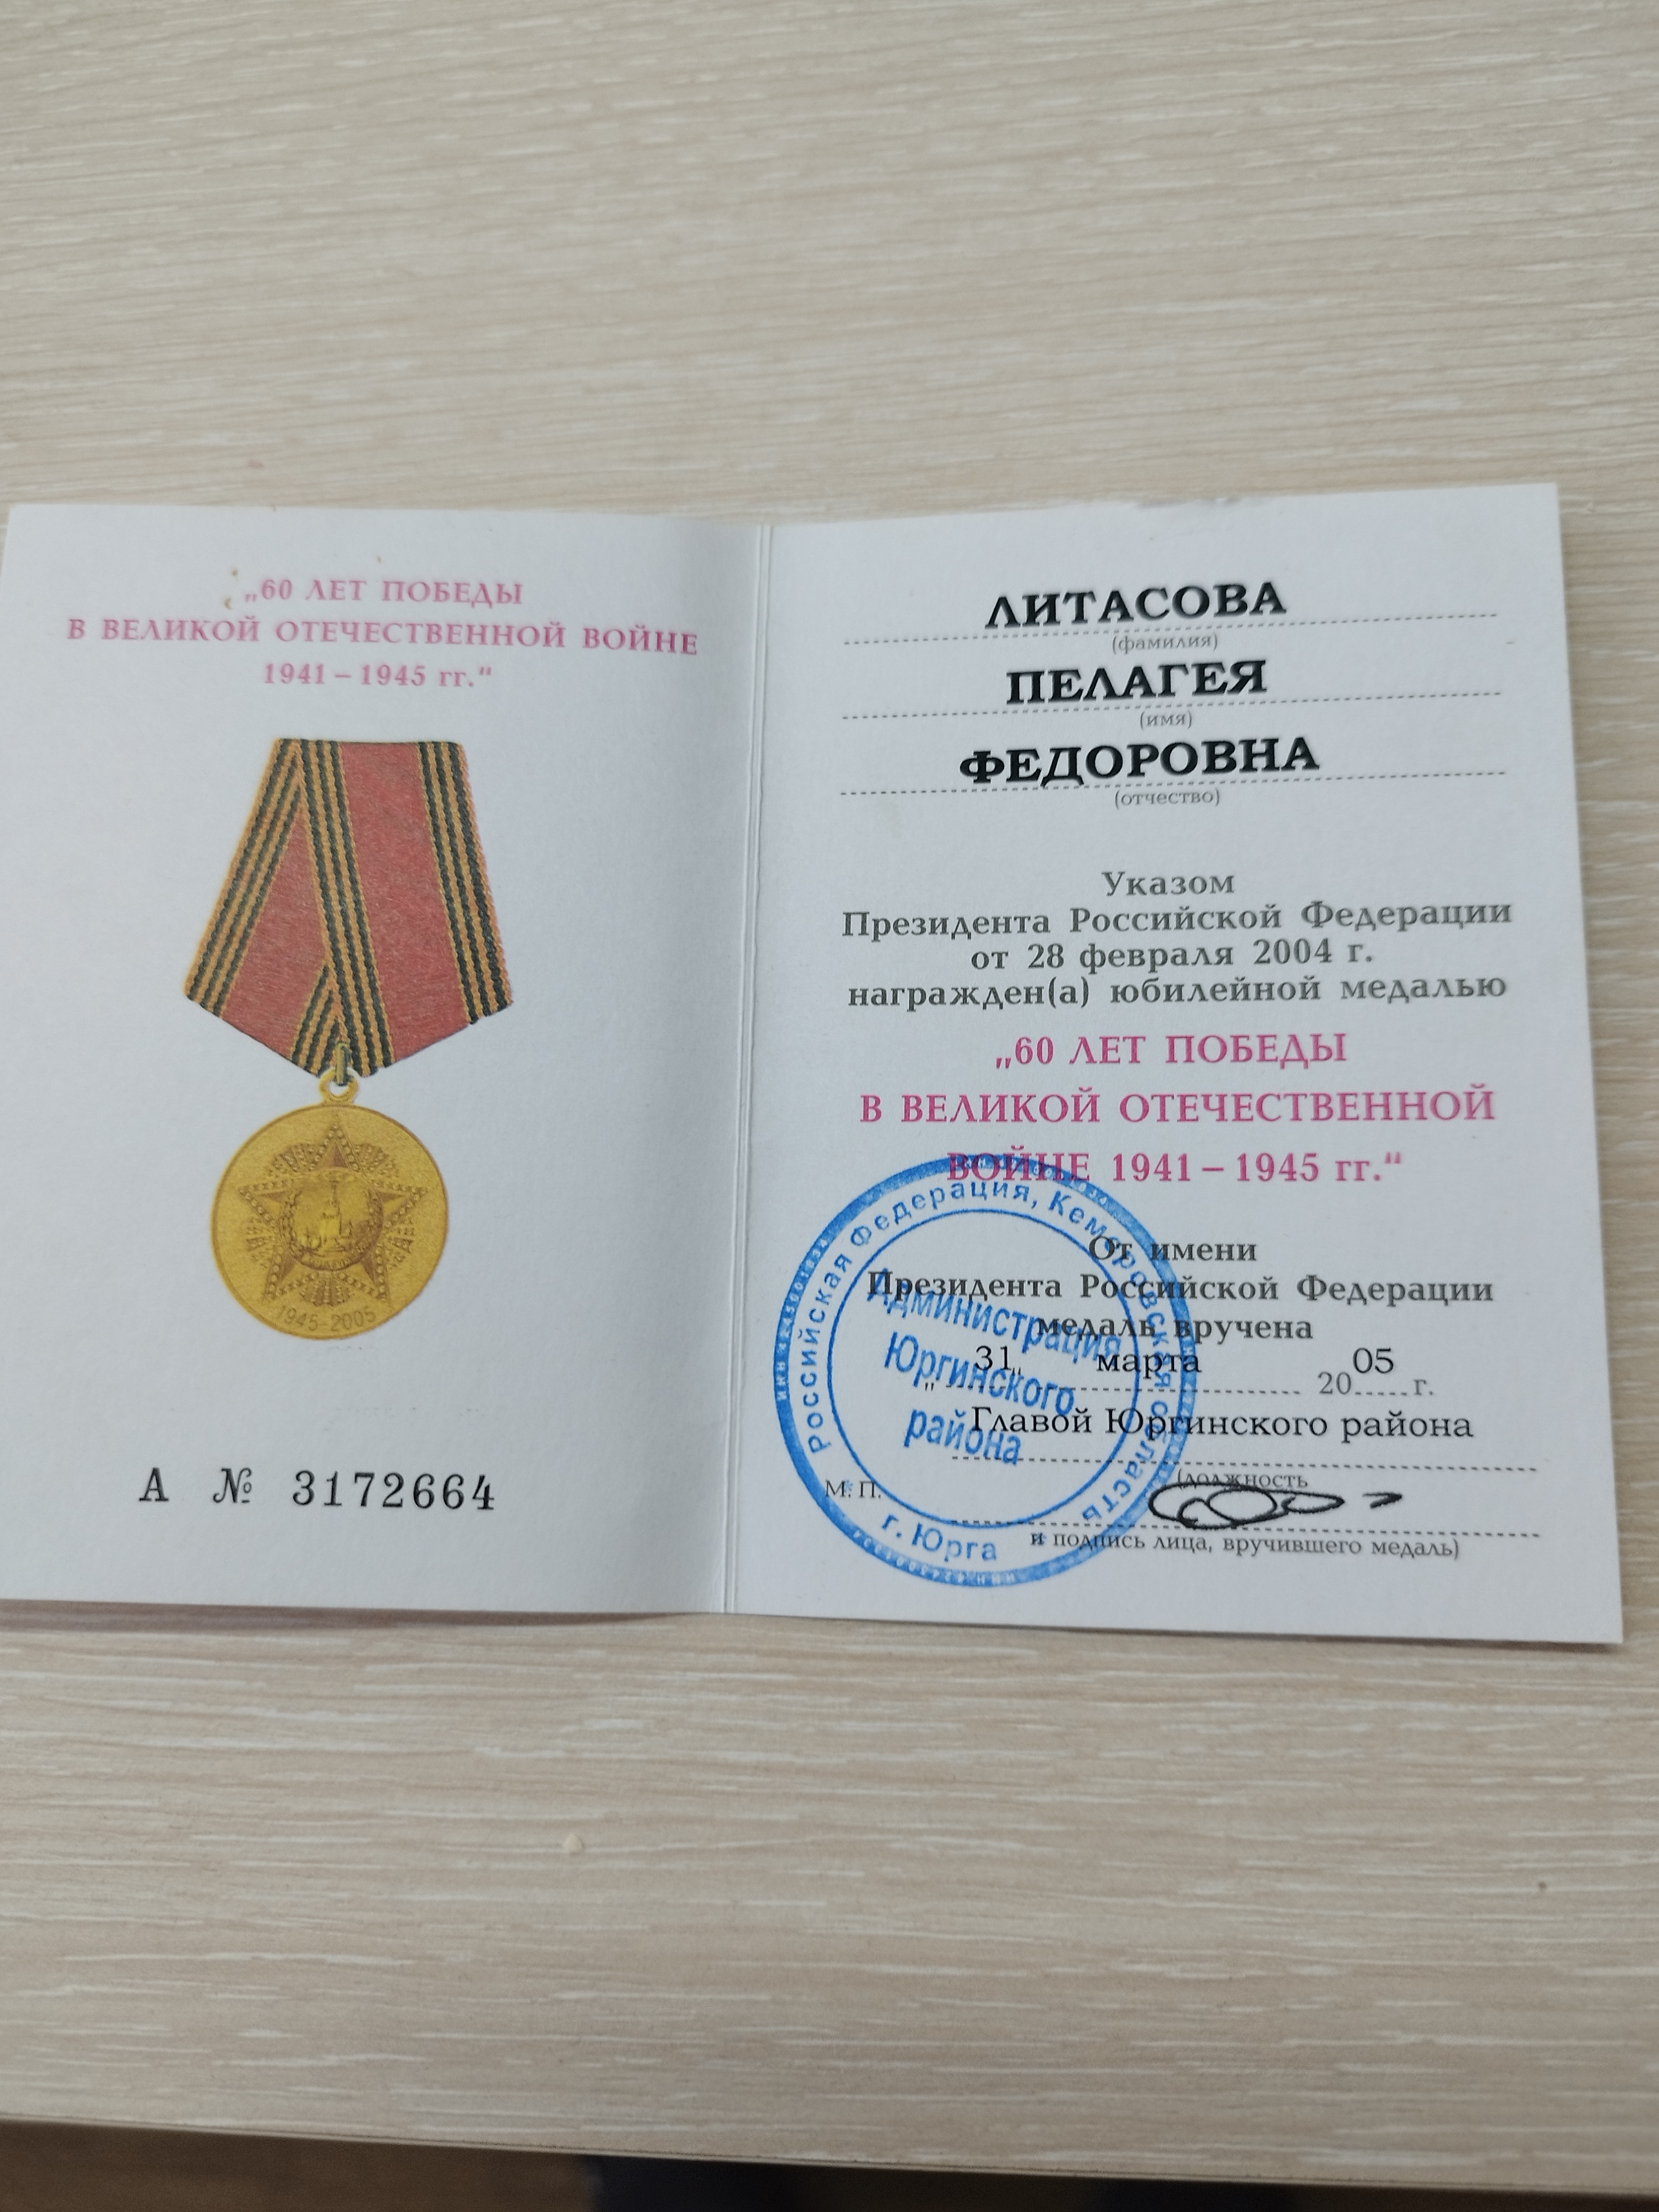 „60 ЛЕТ ПОБЕДЫ
В ВЕЛИКОЙ ОТЕЧЕСТВЕННОЙ ВОЙНЕ
1941 – 1945 гг.“
1945-2005
А № 3172664
ЛИТАСОВА
(фамилия)
ПЕЛАГЕЯ
(имя)
ФЕДОРОВНА
(отчество)
Указом
Президента Российской Федерации
от 28 февраля 2004 г.
награжден(а) юбилейной медалью
„60 ЛЕТ ПОБЕДЫ
В ВЕЛИКОЙ ОТЕЧЕСТВЕННОЙ
ВОЙНЕ 1941 – 1945 гг.“
От имени
Президента Российской Федерации
медаль вручена
„31“ марта 2005 г.
Главой Юргинского района
(должность
М. П.
и подпись лица, вручившего медаль)
Российская Федерация, Кемеровская область
Администрация
Юргинского
района
г. Юрга